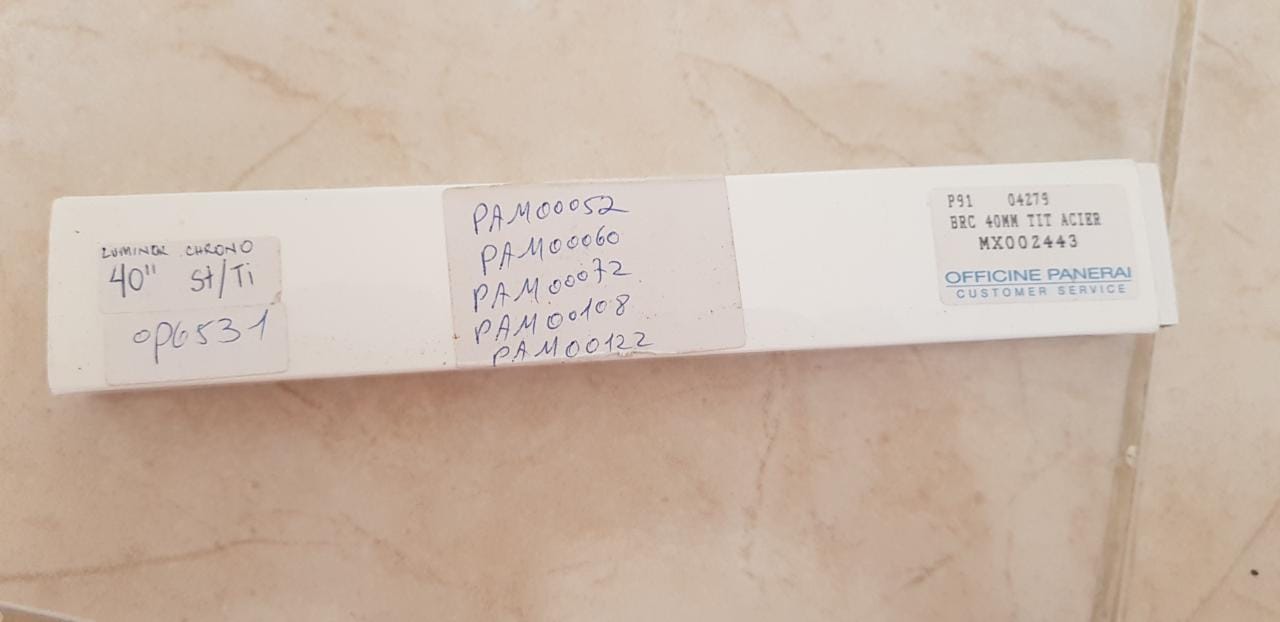 LUMINOR CHRONO
40" St/Ti
OP6531
PAM00052
PAM00060
PAM00072
PAM00108
PAM00122
P91 04279
BRC 40MM TIT ACIER
MX002443
OFFICINE PANERAI
CUSTOMER SERVICE